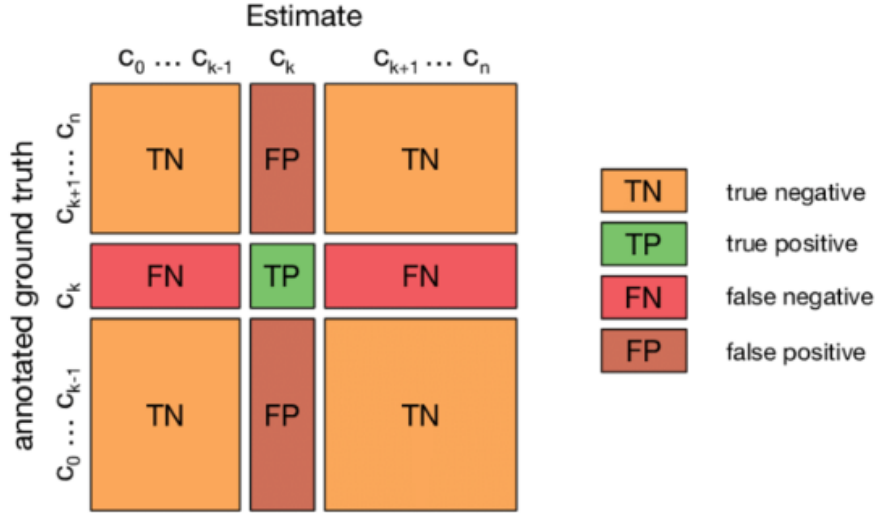 Estimate
c₀ … cₖ₋₁ cₖ cₖ₊₁ … cₙ
annotated ground truth
cₖ₊₁… cₙ
TN FP TN
cₖ
FN TP FN
c₀ … cₖ₋₁
TN FP TN
TN true negative
TP true positive
FN false negative
FP false positive